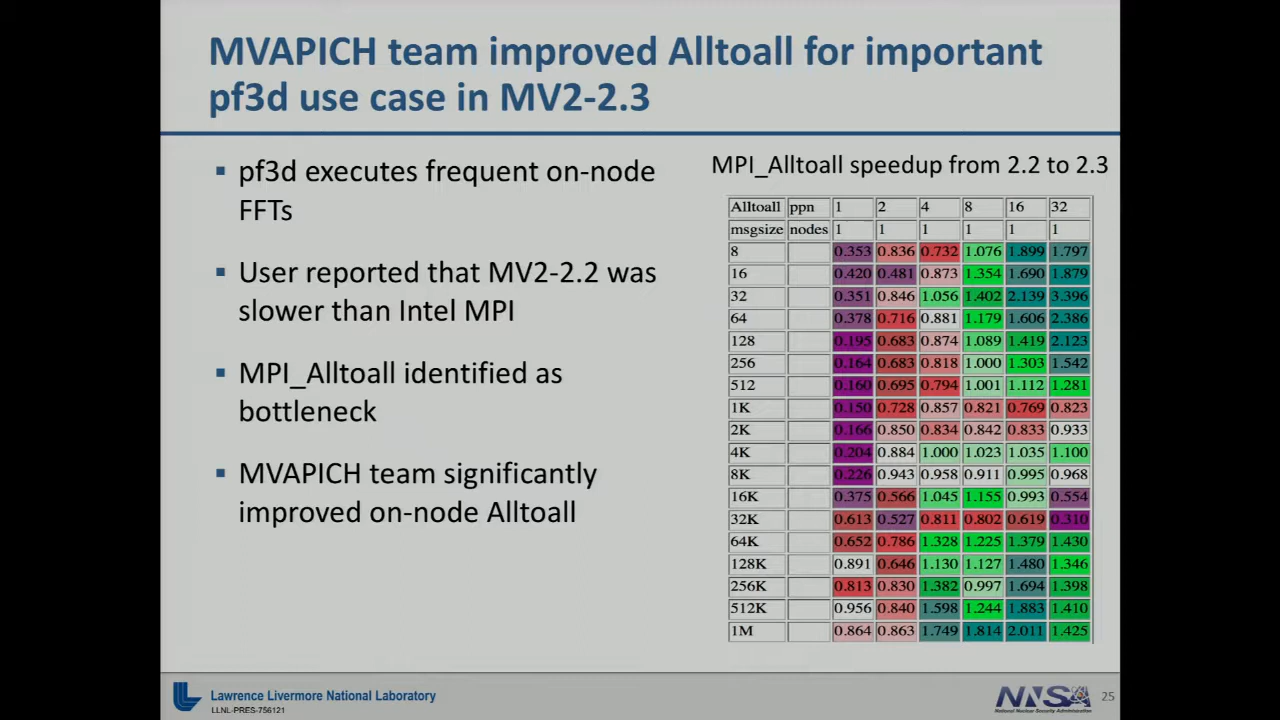 MVAPICH team improved Alltoall for important
pf3d use case in MV2-2.3
▪ pf3d executes frequent on-node
FFTs
▪ User reported that MV2-2.2 was
slower than Intel MPI
▪ MPI_Alltoall identified as
bottleneck
▪ MVAPICH team significantly
improved on-node Alltoall
MPI_Alltoall speedup from 2.2 to 2.3
Alltoall ppn 1 2 4 8 16 32
msgsize nodes 1 1 1 1 1 1
8 0.353 0.836 0.732 1.076 1.899 1.797
16 0.420 0.481 0.873 1.354 1.690 1.879
32 0.351 0.846 1.056 1.402 2.139 3.396
64 0.378 0.716 0.881 1.179 1.606 2.386
128 0.195 0.683 0.874 1.089 1.419 2.123
256 0.164 0.683 0.818 1.000 1.303 1.542
512 0.160 0.695 0.794 1.001 1.112 1.281
1K 0.150 0.728 0.857 0.821 0.769 0.823
2K 0.166 0.850 0.834 0.842 0.833 0.933
4K 0.204 0.884 1.000 1.023 1.035 1.100
8K 0.226 0.943 0.958 0.911 0.995 0.968
16K 0.375 0.566 1.045 1.155 0.993 0.554
32K 0.613 0.527 0.811 0.802 0.619 0.310
64K 0.652 0.786 1.328 1.225 1.379 1.430
128K 0.891 0.646 1.130 1.127 1.480 1.346
256K 0.813 0.830 1.382 0.997 1.694 1.398
512K 0.956 0.840 1.598 1.244 1.883 1.410
1M 0.864 0.863 1.749 1.814 2.011 1.425
Lawrence Livermore National Laboratory
LLNL-PRES-756121
NNSA
National Nuclear Security Administration
25